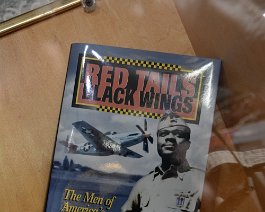 RED TAILS
BLACK WINGS
The Men of
America's